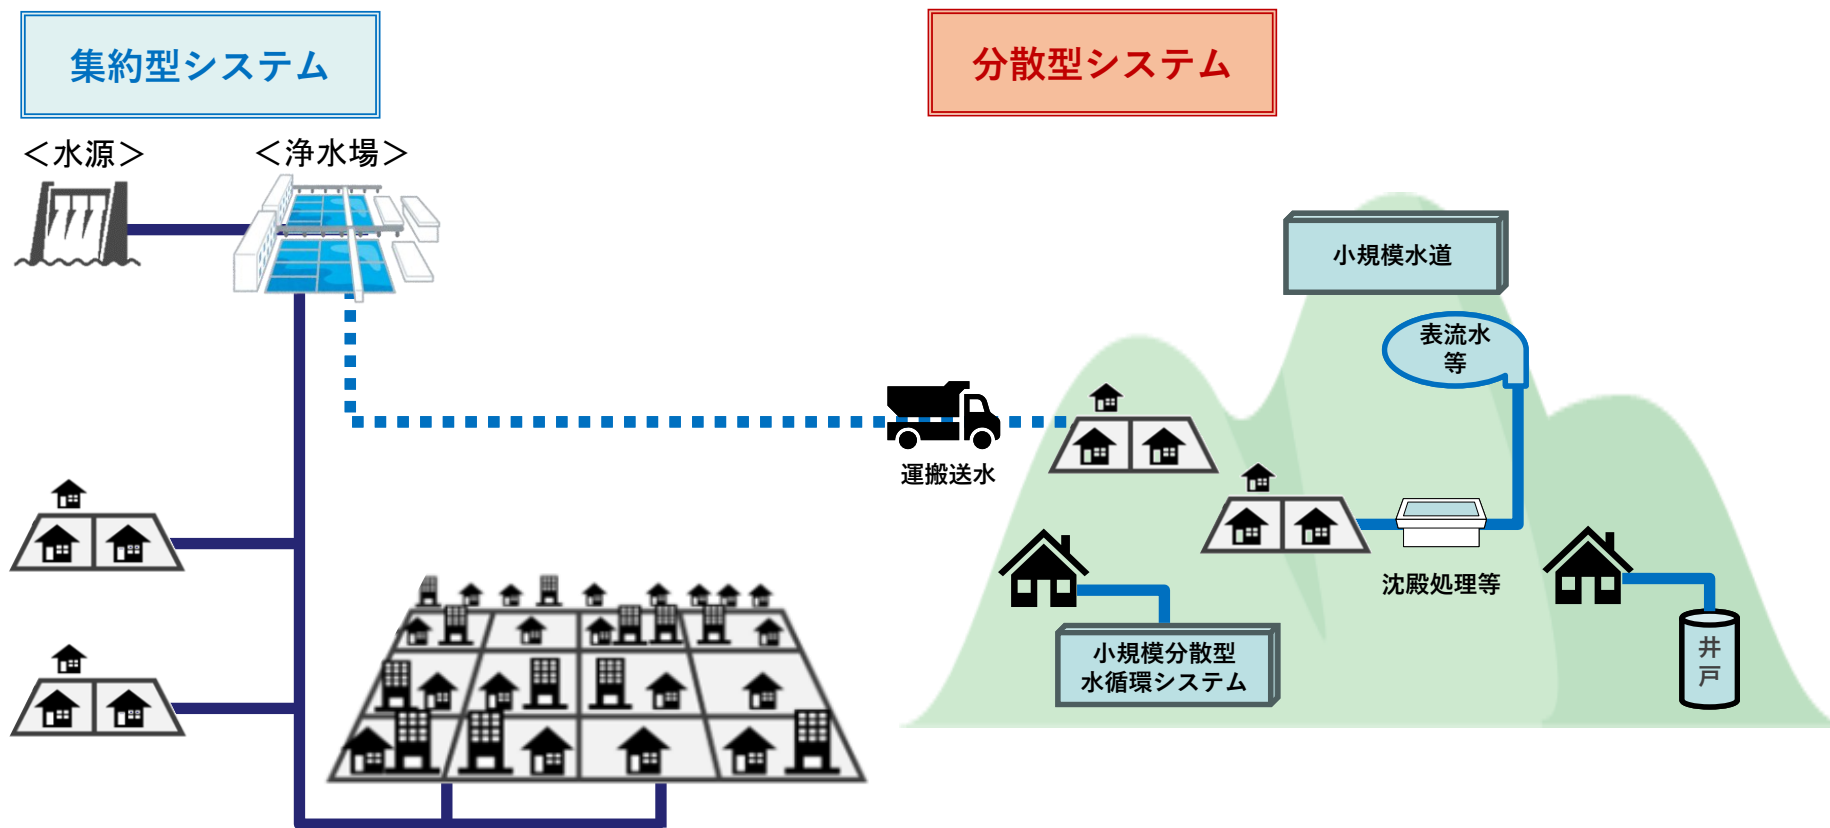 集約型システム
分散型システム
＜水源＞
＜浄水場＞
小規模水道
表流水
等
運搬送水
沈殿処理等
小規模分散型
水循環システム
井
戸